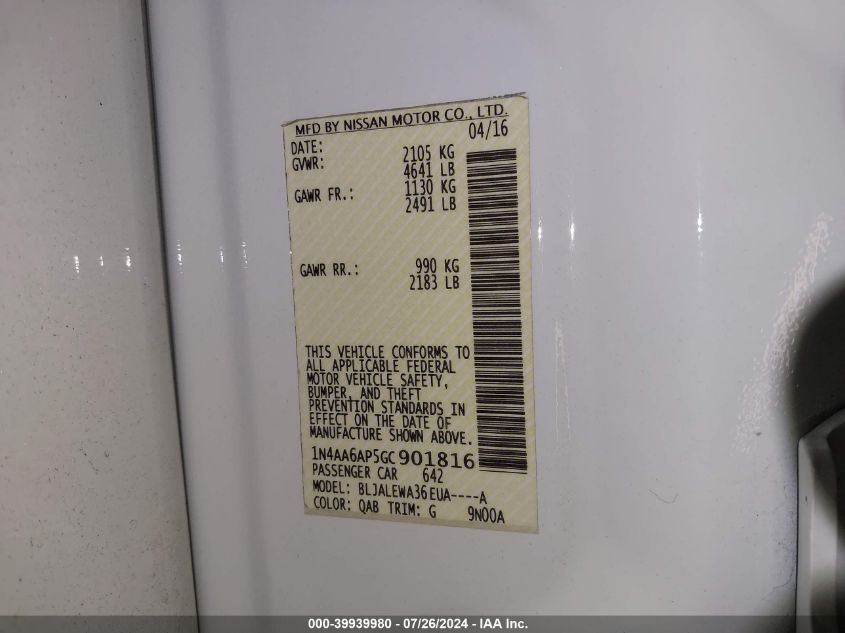 MFD BY NISSAN MOTOR CO., LTD.
DATE: 04/16
GVWR: 2105 KG
4641 LB
GAWR FR.: 1130 KG
2491 LB
GAWR RR.: 990 KG
2183 LB
THIS VEHICLE CONFORMS TO
ALL APPLICABLE FEDERAL
MOTOR VEHICLE SAFETY,
BUMPER, AND THEFT
PREVENTION STANDARDS IN
EFFECT ON THE DATE OF
MANUFACTURE SHOWN ABOVE.
1N4AA6AP5GC901816
PASSENGER CAR 642
MODEL: BLJALEWA36EUA----A
COLOR: QAB TRIM: G 9N00A
000-39939980 - 07/26/2024 - IAA Inc.